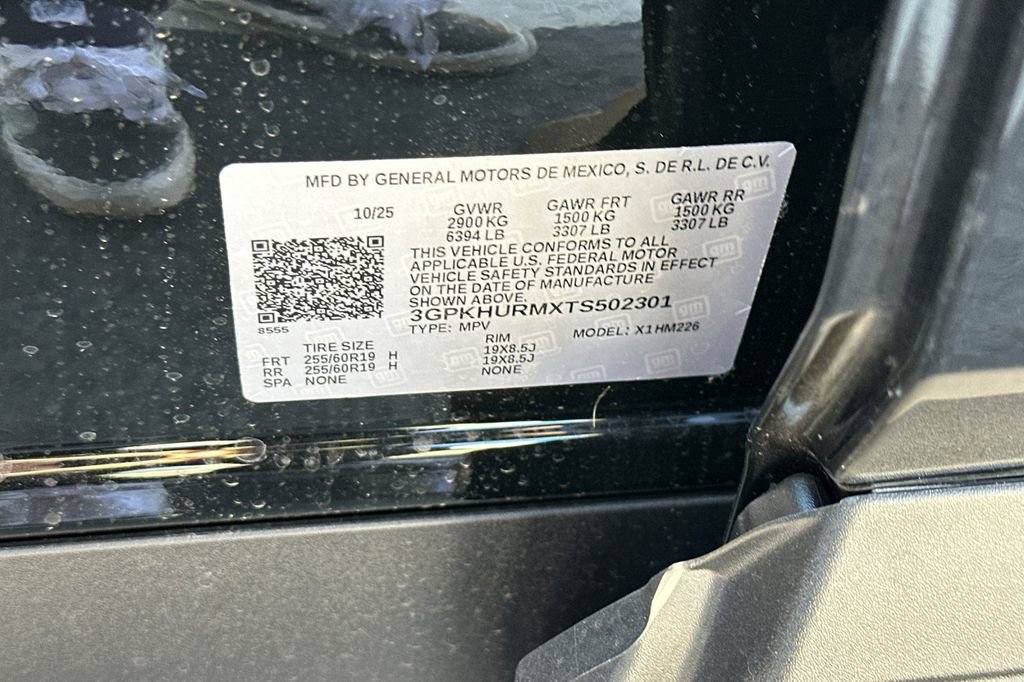 MFD BY GENERAL MOTORS DE MEXICO, S. DE R.L. DE C.V.
10/25 GVWR GAWR FRT GAWR RR
2900 KG 1500 KG 1500 KG
6394 LB 3307 LB 3307 LB
THIS VEHICLE CONFORMS TO ALL
APPLICABLE U.S. FEDERAL MOTOR
VEHICLE SAFETY STANDARDS IN EFFECT
ON THE DATE OF MANUFACTURE
SHOWN ABOVE.
3GPKHURMXTS502301
8555
TYPE: MPV MODEL: X1HM226
TIRE SIZE RIM
FRT 255/60R19 H 19X8.5J
RR 255/60R19 H 19X8.5J
SPA NONE NONE